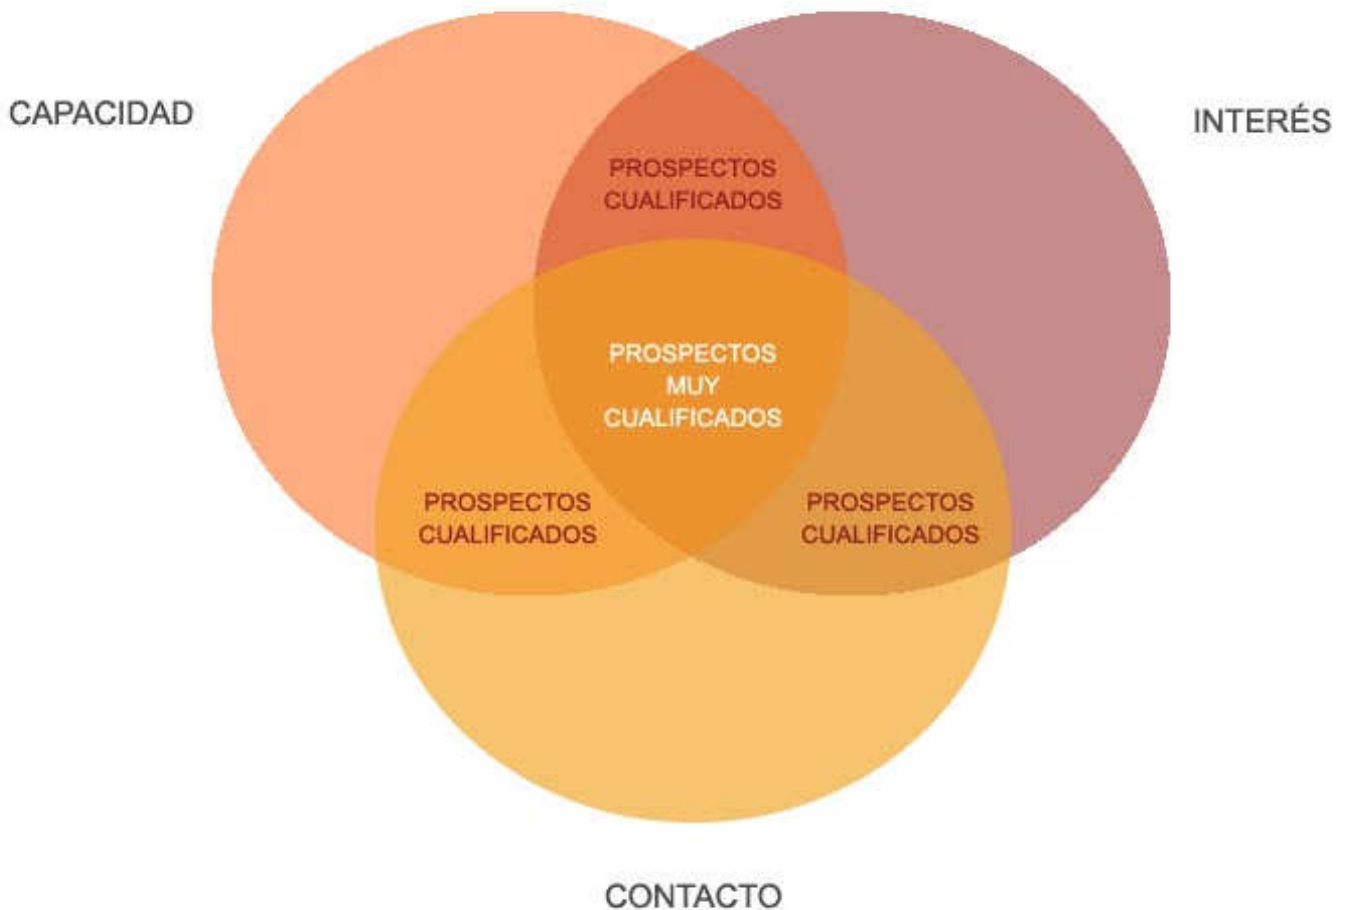 CAPACIDAD
INTERÉS
PROSPECTOS
CUALIFICADOS
PROSPECTOS
MUY
CUALIFICADOS
PROSPECTOS
CUALIFICADOS
PROSPECTOS
CUALIFICADOS
CONTACTO